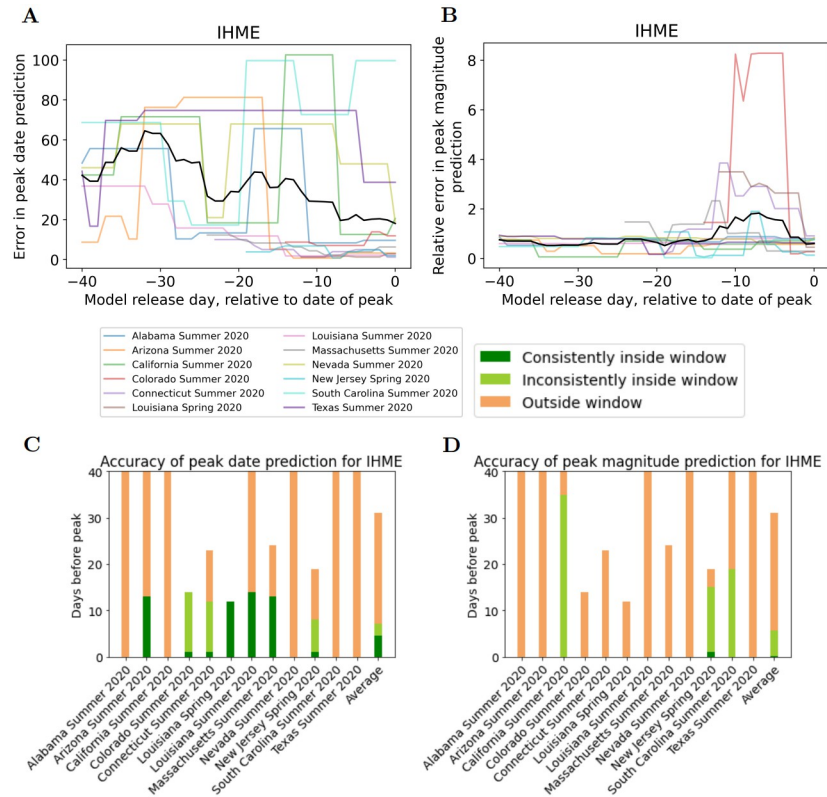 A
B
IHME
IHME
Error in peak date prediction
0
20
40
60
80
100
−40
−30
−20
−10
0
Model release day, relative to date of peak
Relative error in peak magnitude
prediction
0
2
4
6
8
−40
−30
−20
−10
0
Model release day, relative to date of peak
Alabama Summer 2020
Arizona Summer 2020
California Summer 2020
Colorado Summer 2020
Connecticut Summer 2020
Louisiana Spring 2020
Louisiana Summer 2020
Massachusetts Summer 2020
Nevada Summer 2020
New Jersey Spring 2020
South Carolina Summer 2020
Texas Summer 2020
Consistently inside window
Inconsistently inside window
Outside window
C
D
Accuracy of peak date prediction for IHME
Days before peak
0
10
20
30
40
Alabama Summer 2020
Arizona Summer 2020
California Summer 2020
Colorado Summer 2020
Connecticut Summer 2020
Louisiana Spring 2020
Louisiana Summer 2020
Massachusetts Summer 2020
Nevada Summer 2020
New Jersey Spring 2020
South Carolina Summer 2020
Texas Summer 2020
Average
Accuracy of peak magnitude prediction for IHME
Days before peak
0
10
20
30
40
Alabama Summer 2020
Arizona Summer 2020
California Summer 2020
Colorado Summer 2020
Connecticut Summer 2020
Louisiana Spring 2020
Louisiana Summer 2020
Massachusetts Summer 2020
Nevada Summer 2020
New Jersey Spring 2020
South Carolina Summer 2020
Texas Summer 2020
Average